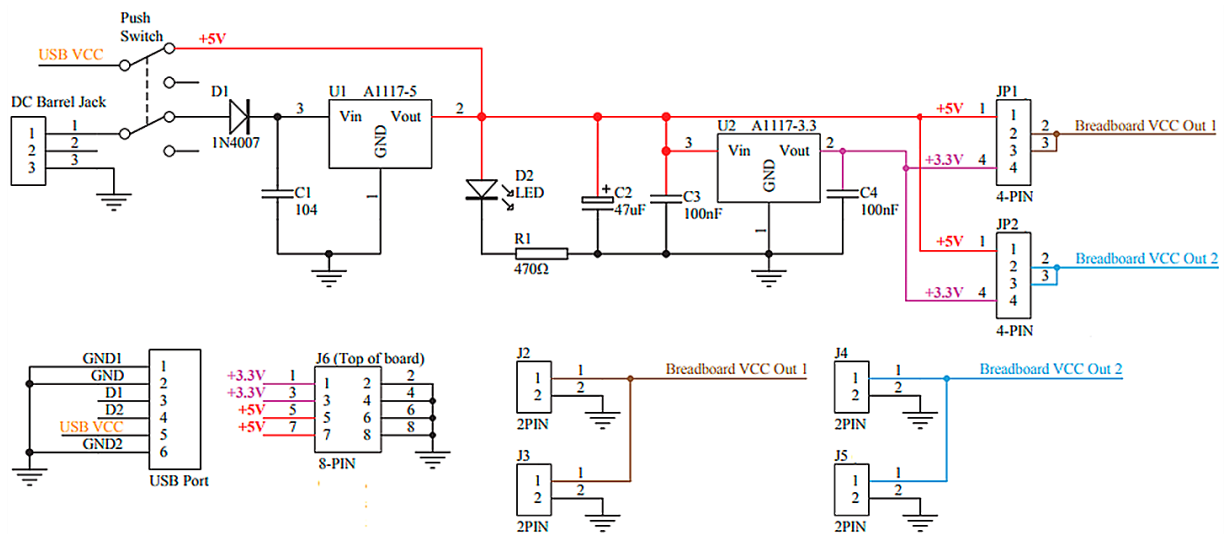 Push
Switch
+5V
USB VCC
DC Barrel Jack
1
2
3
1
2
3
D1
1N4007
3
U1 A1117-5
Vin Vout
GND
2
1
C1
104
D2
LED
R1
470Ω
+
C2
47uF
C3
100nF
3
U2 A1117-3.3
Vin Vout
GND
2
1
C4
100nF
JP1
+5V 1
+3.3V 4
1
2
3
4
2
3
Breadboard VCC Out 1
4-PIN
JP2
+5V 1
+3.3V 4
1
2
3
4
2
3
Breadboard VCC Out 2
4-PIN
GND1 1
GND 2
D1 3
D2 4
USB VCC 5
GND2 6
USB Port
J6 (Top of board)
+3.3V 1 1 2 2
+3.3V 3 3 4 4
+5V 5 5 6 6
+5V 7 7 8 8
8-PIN
J2
1 1 Breadboard VCC Out 1
2 2
2PIN
J3
1 1
2 2
2PIN
J4
1 1 Breadboard VCC Out 2
2 2
2PIN
J5
1 1
2 2
2PIN